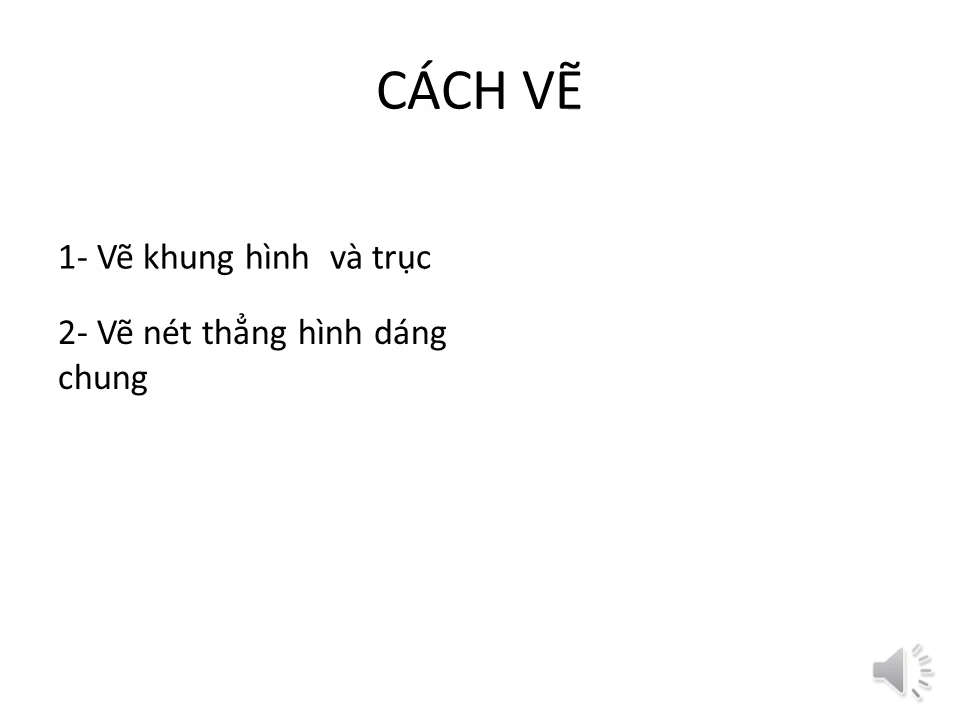 CÁCH VẼ
1- Vẽ khung hình  và trục
2- Vẽ nét thẳng hình dáng
chung